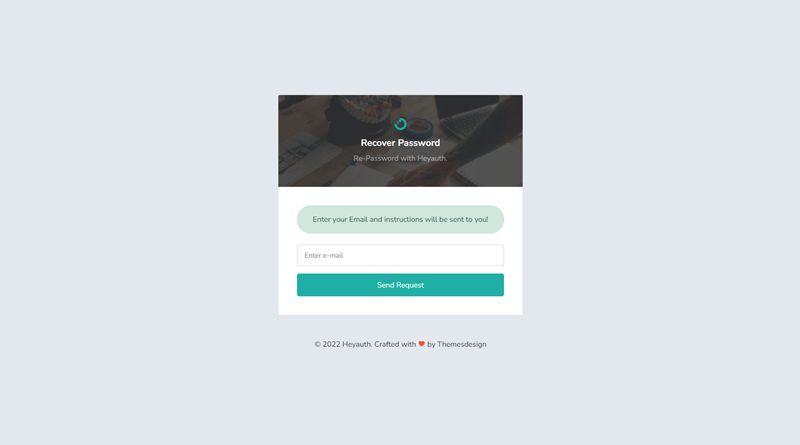 Recover Password
Re-Password with Heyauth.
Enter your Email and instructions will be sent to you!
Enter e-mail
Send Request
© 2022 Heyauth. Crafted with ❤ by Themesdesign